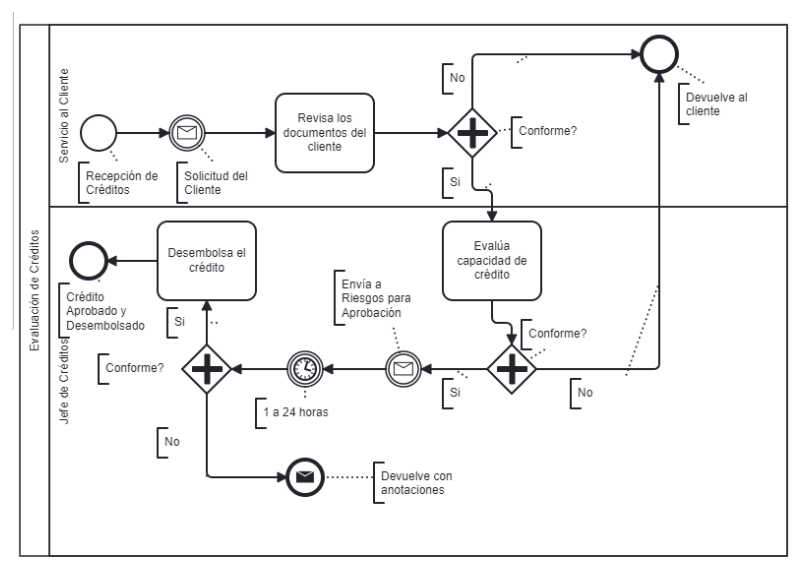 Evaluación de Créditos
Servicio al Cliente
Recepción de
Créditos
Solicitud del
Cliente
Revisa los
documentos del
cliente
No
Conforme?
Si
Devuelve al
cliente
Jefe de Créditos
Crédito
Aprobado y
Desembolsado
Desembolsa el
crédito
Si
Conforme?
No
1 a 24 horas
Envía a
Riesgos para
Aprobación
Evalúa
capacidad de
crédito
Conforme?
Si
No
Devuelve con
anotaciones